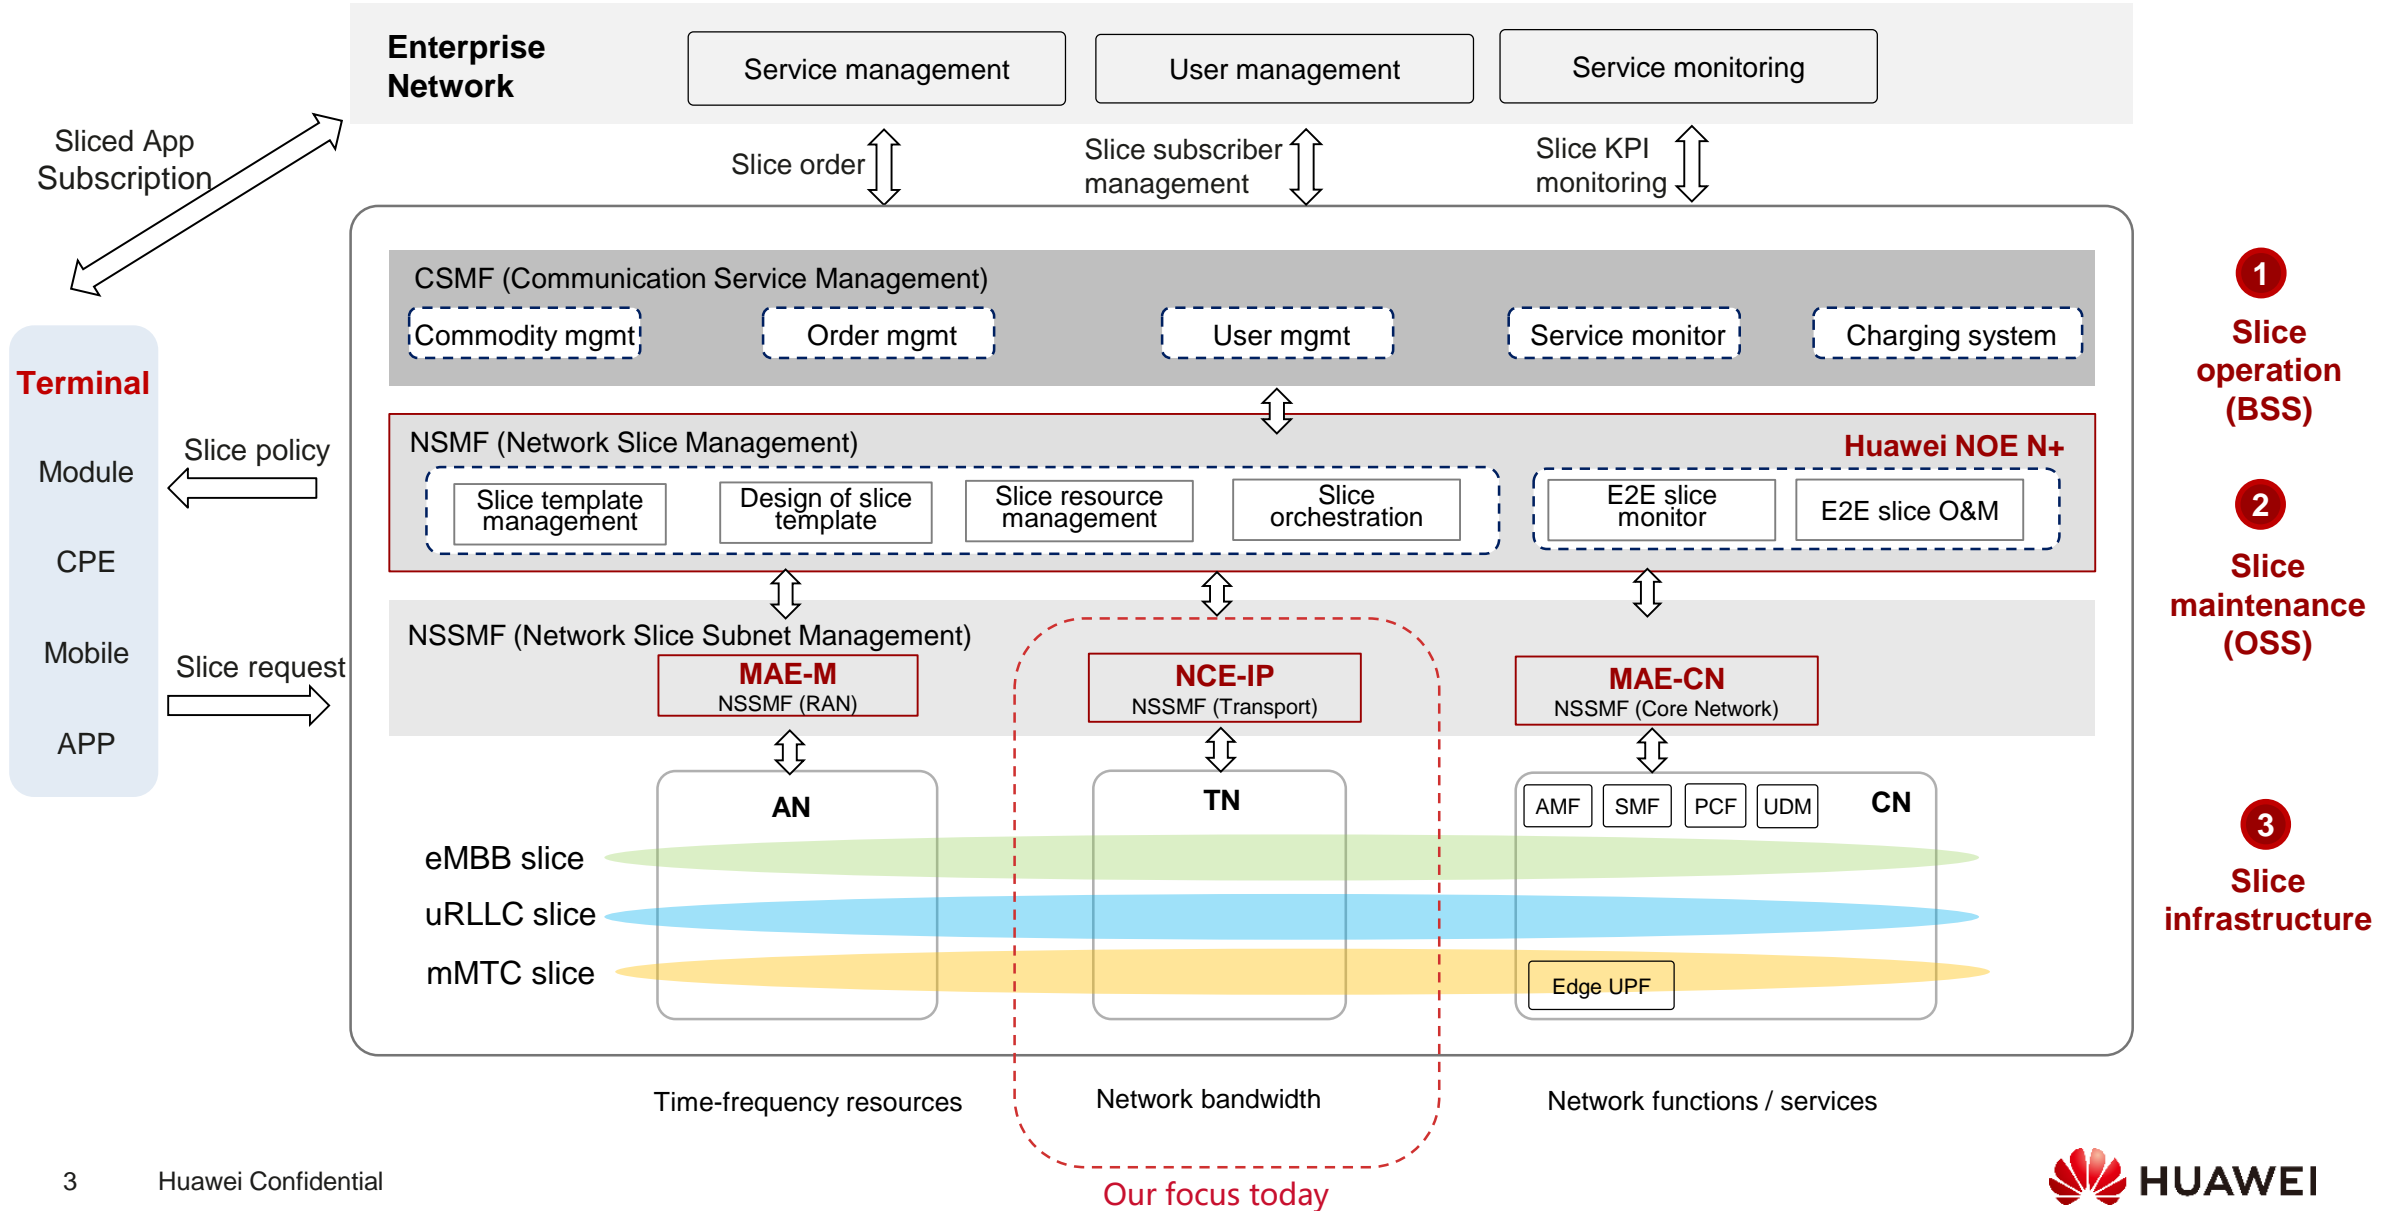 Enterprise
Network
Service management
User management
Service monitoring
Sliced App
Subscription
Slice order
Slice subscriber
management
Slice KPI
monitoring
CSMF (Communication Service Management)
Commodity mgmt
Order mgmt
User mgmt
Service monitor
Charging system
1
Slice
operation
(BSS)
Terminal
Module
CPE
Mobile
APP
Slice policy
Slice request
NSMF (Network Slice Management)
Huawei NOE N+
Slice template
management
Design of slice
template
Slice resource
management
Slice
orchestration
E2E slice
monitor
E2E slice O&M
2
Slice
maintenance
(OSS)
NSSMF (Network Slice Subnet Management)
MAE-M
NSSMF (RAN)
NCE-IP
NSSMF (Transport)
MAE-CN
NSSMF (Core Network)
AN
TN
AMF
SMF
PCF
UDM
CN
eMBB slice
uRLLC slice
mMTC slice
Edge UPF
3
Slice
infrastructure
Time-frequency resources
Network bandwidth
Network functions / services
Our focus today
3
Huawei Confidential
HUAWEI